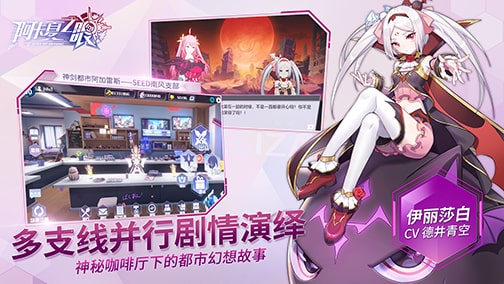 阿卡夏之眼
神剑都市阿加雷斯——SEED南风支部
多支线并行剧情演绎
神秘咖啡厅下的都市幻想故事
伊丽莎白
CV 德井青空